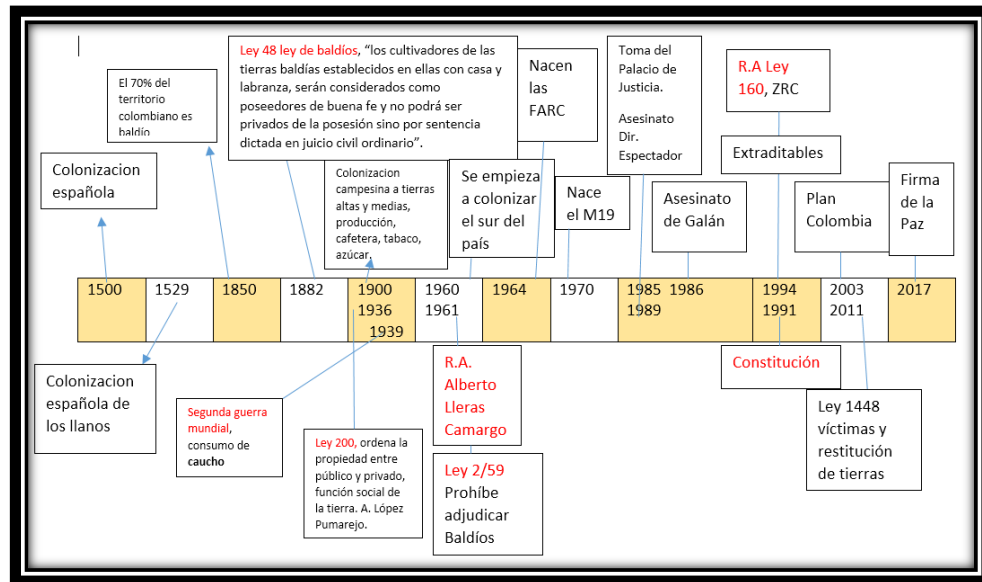 El 70% del
territorio
colombiano es
baldío
Ley 48 ley de baldíos, “los cultivadores de las
tierras baldías establecidos en ellas con casa y
labranza, serán considerados como
poseedores de buena fe y no podrá ser
privados de la posesión sino por sentencia
dictada en juicio civil ordinario”.
Nacen
las
FARC
Toma del
Palacio de
Justicia.
Asesinato
Dir.
Espectador
R.A Ley
160, ZRC
Colonizacion
española
Colonizacion
campesina a tierras
altas y medias,
producción,
cafetera, tabaco,
azúcar.
Se empieza
a colonizar
el sur del
país
Nace
el M19
Asesinato
de Galán
Extraditables
Plan
Colombia
Firma
de la
Paz
1500
1529
1850
1882
1900
1936
1939
1960
1961
1964
1970
1985 1986
1989
1994
1991
2003
2011
2017
Colonizacion
española de
los llanos
Segunda guerra
mundial,
consumo de
caucho
Ley 200, ordena la
propiedad entre
público y privado,
función social de
la tierra. A. López
Pumarejo.
R.A.
Alberto
Lleras
Camargo
Ley 2/59
Prohíbe
adjudicar
Baldíos
Constitución
Ley 1448
víctimas y
restitución
de tierras